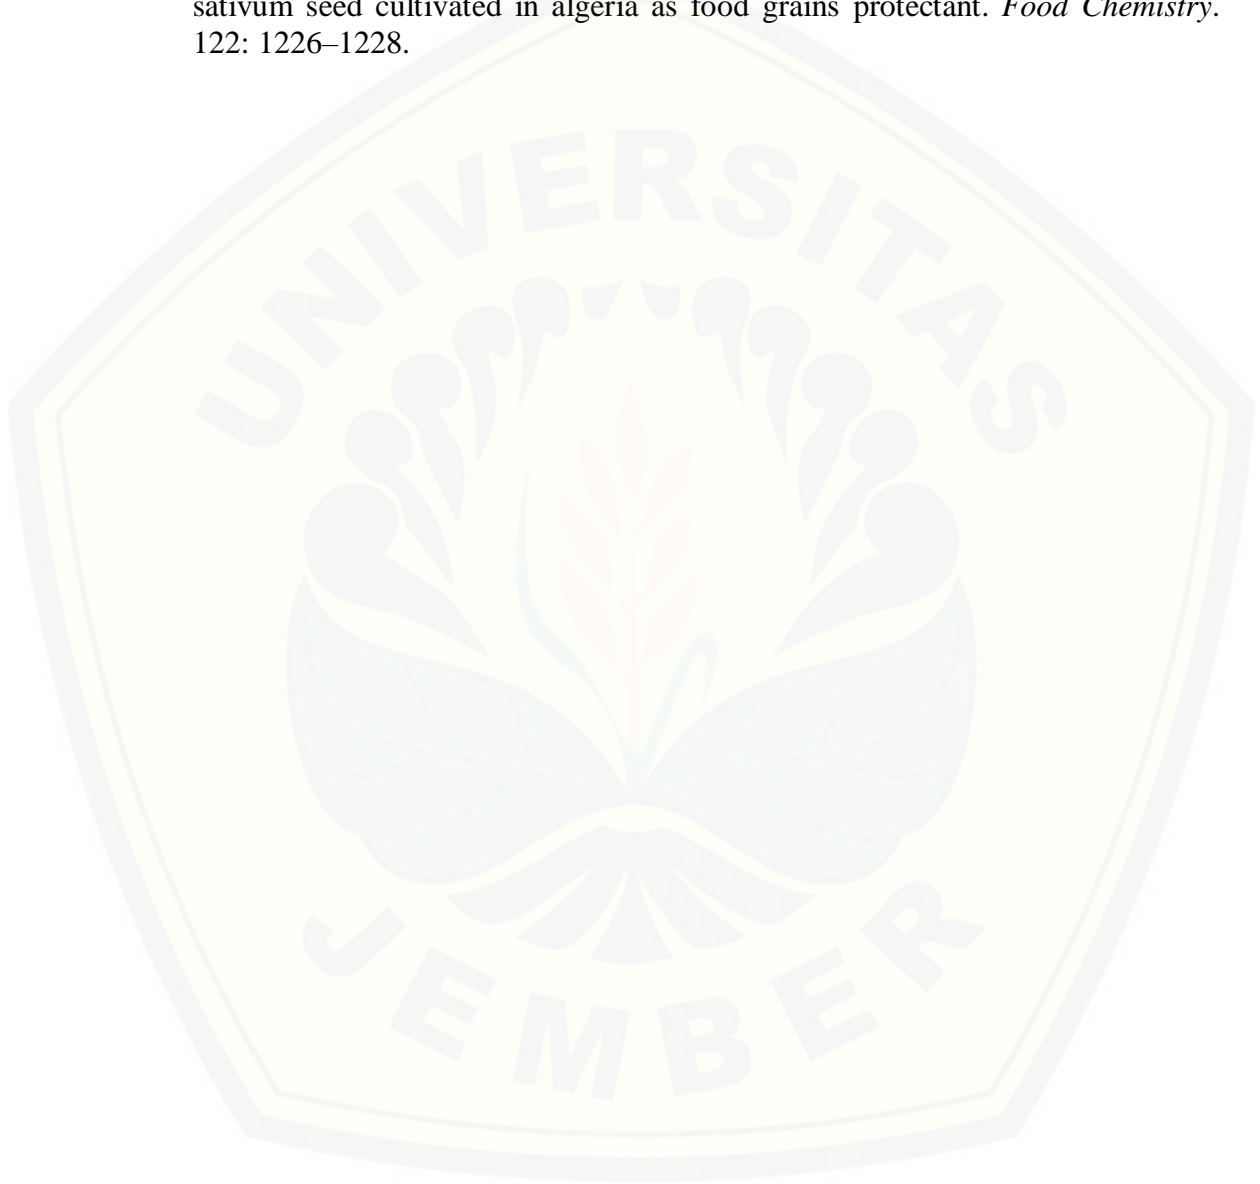 sativum seed cultivated in algeria as food grains protectant. Food Chemistry.
122: 1226–1228.
UNIVERSITAS
JEMBER